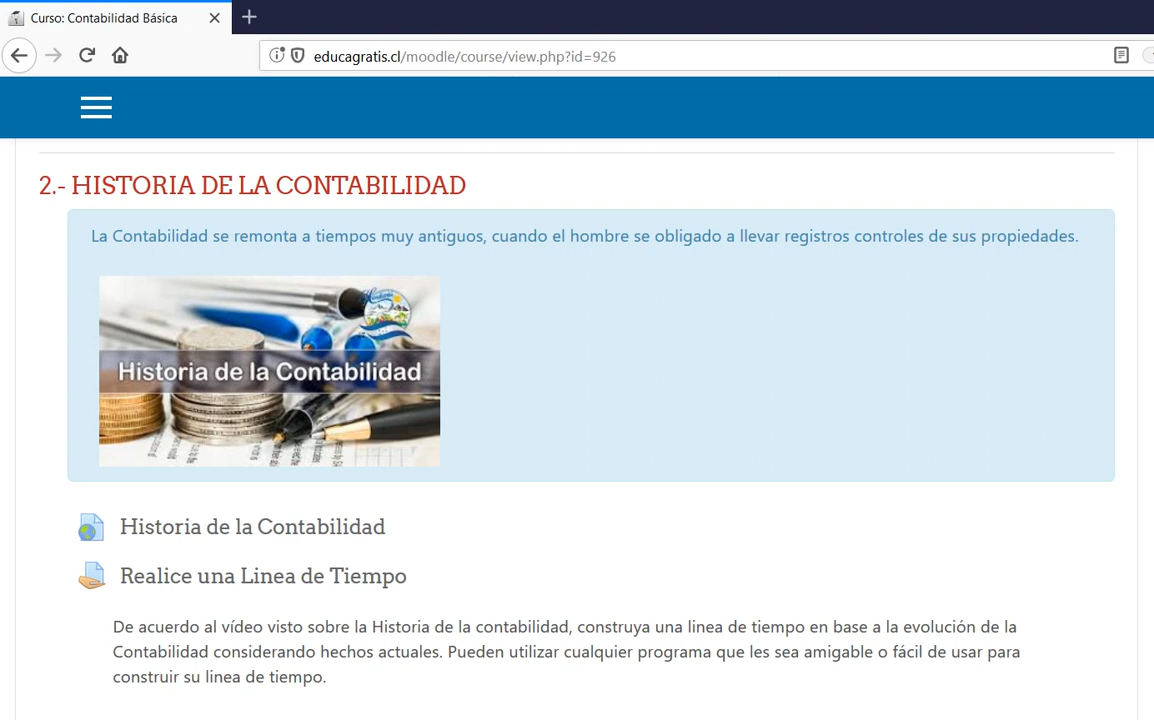 Curso: Contabilidad Básica
educagratis.cl/moodle/course/view.php?id=926
2.- HISTORIA DE LA CONTABILIDAD
La Contabilidad se remonta a tiempos muy antiguos, cuando el hombre se obligado a llevar registros controles de sus propiedades.
Historia de la Contabilidad
Historia de la Contabilidad
Realice una Linea de Tiempo
De acuerdo al vídeo visto sobre la Historia de la contabilidad, construya una linea de tiempo en base a la evolución de la
Contabilidad considerando hechos actuales. Pueden utilizar cualquier programa que les sea amigable o fácil de usar para
construir su linea de tiempo.